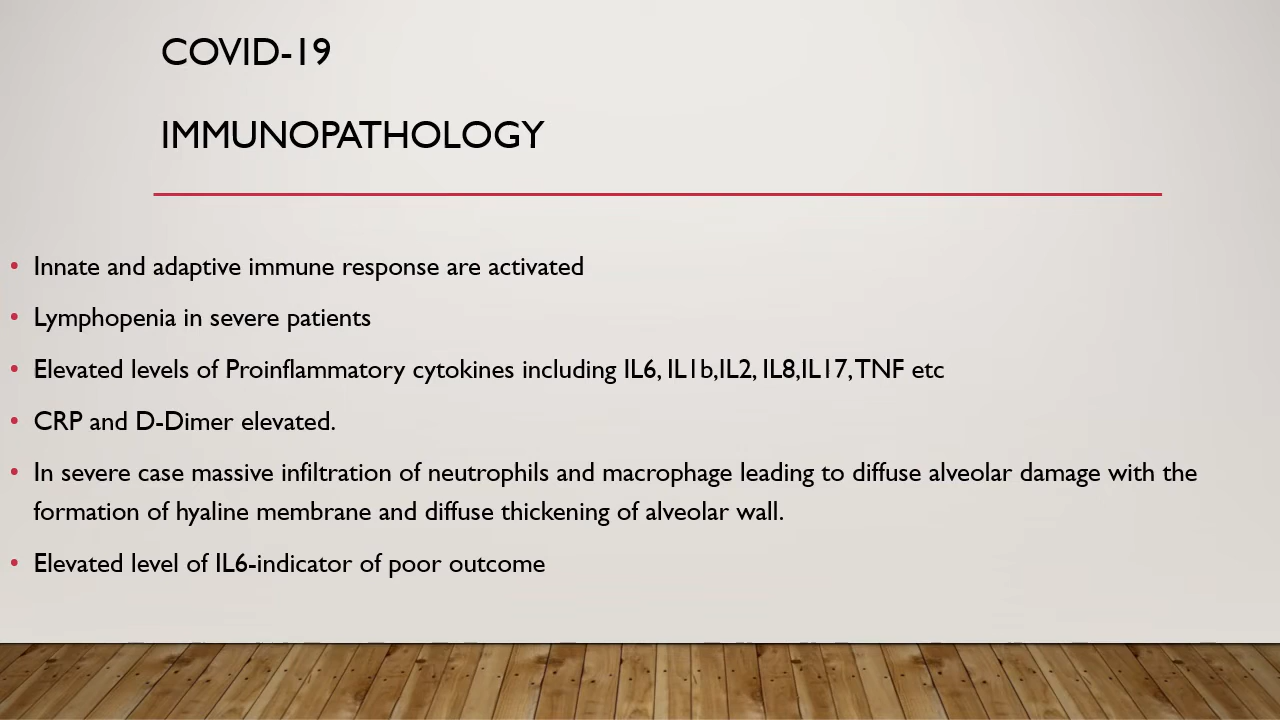 COVID-19
IMMUNOPATHOLOGY
• Innate and adaptive immune response are activated
• Lymphopenia in severe patients
• Elevated levels of Proinflammatory cytokines including IL6, IL1b,IL2, IL8,IL17,TNF etc
• CRP and D-Dimer elevated.
• In severe case massive infiltration of neutrophils and macrophage leading to diffuse alveolar damage with the
formation of hyaline membrane and diffuse thickening of alveolar wall.
• Elevated level of IL6-indicator of poor outcome